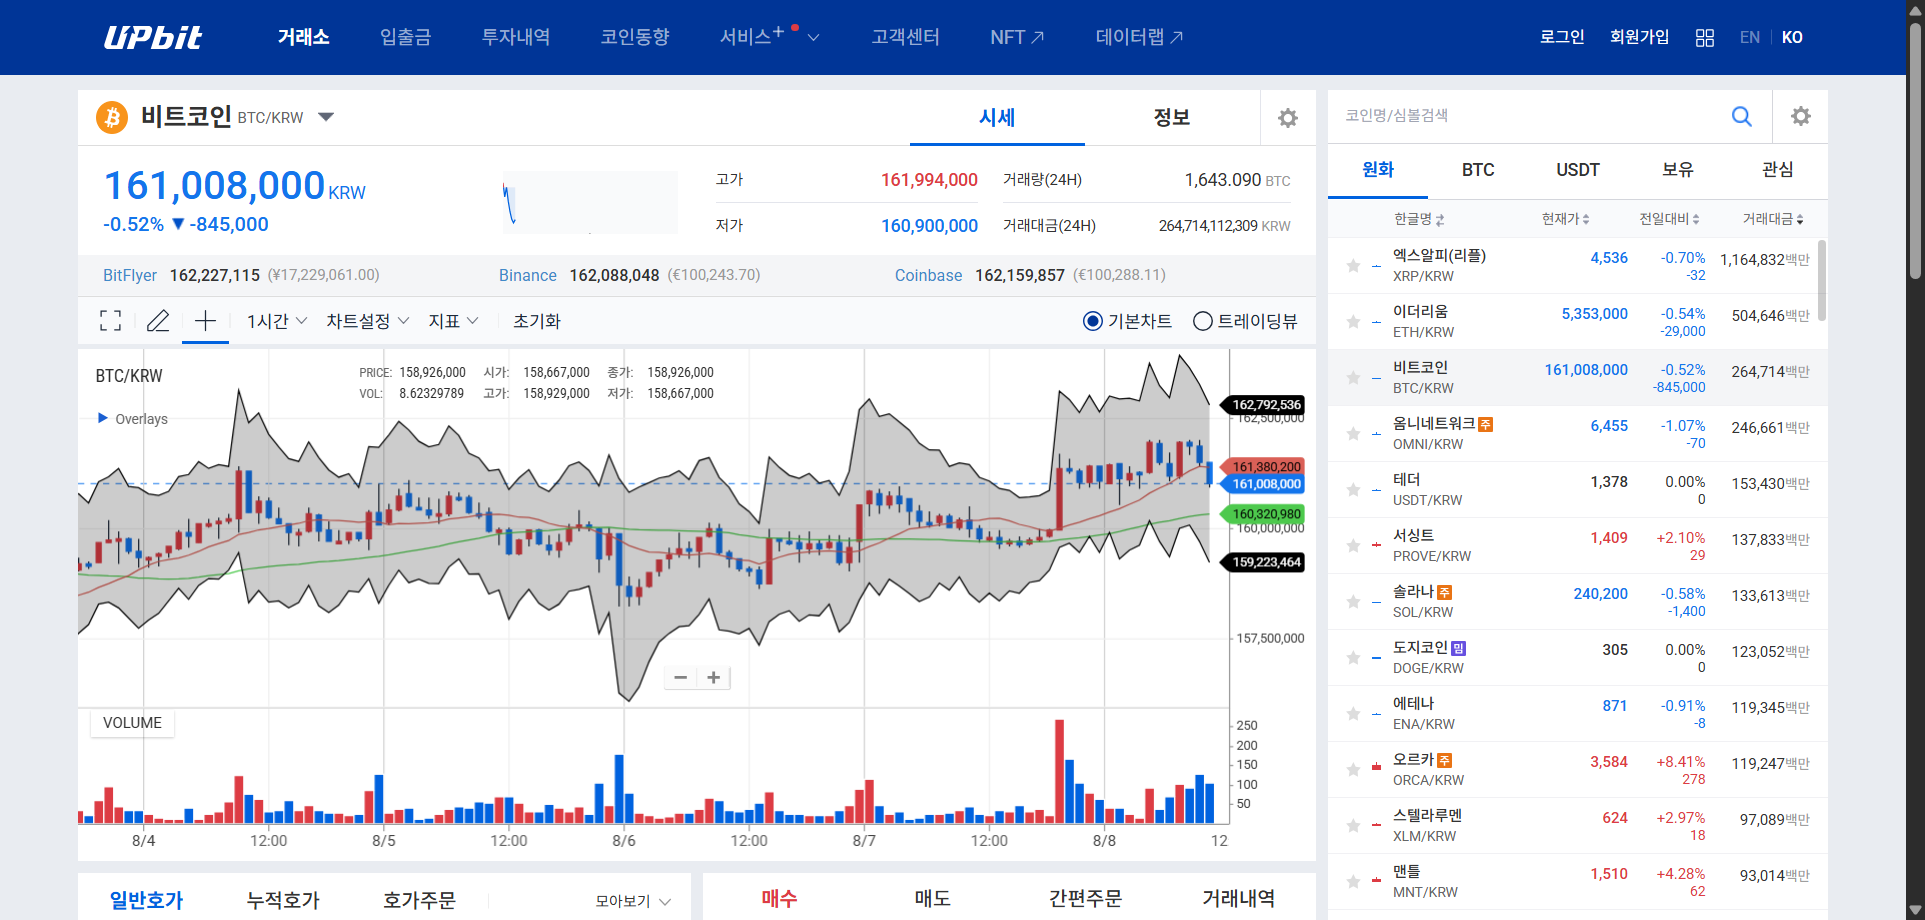 UPbit 거래소 입출금 투자내역 코인동향 서비스+ 고객센터 NFT 데이터랩 로그인 회원가입 EN KO
비트코인 BTC/KRW 시세 정보
161,008,000 KRW
-0.52% ▼ -845,000
고가 161,994,000 거래량(24H) 1,643.090 BTC
저가 160,900,000 거래대금(24H) 264,714,112,309 KRW
BitFlyer 162,227,115 (¥17,229,061.00) Binance 162,088,048 (€100,243.70) Coinbase 162,159,857 (€100,288.11)
1시간 차트설정 지표 초기화 기본차트 트레이딩뷰
BTC/KRW
PRICE: 158,926,000 시가: 158,667,000 종가: 158,926,000
VOL: 8.62329789 고가: 158,929,000 저가: 158,667,000
Overlays
162,792,536
162,500,000
161,380,200
161,008,000
160,320,980
160,000,000
159,223,464
157,500,000
− +
VOLUME
250
200
150
100
50
8/4 12:00 8/5 12:00 8/6 12:00 8/7 12:00 8/8 12
일반호가 누적호가 호가주문 모아보기
매수 매도 간편주문 거래내역
코인명/심볼검색
원화 BTC USDT 보유 관심
한글명 현재가 전일대비 거래대금
엑스알피(리플) 4,536 -0.70% 1,164,832백만
XRP/KRW -32
이더리움 5,353,000 -0.54% 504,646백만
ETH/KRW -29,000
비트코인 161,008,000 -0.52% 264,714백만
BTC/KRW -845,000
옴니네트워크 주 6,455 -1.07% 246,661백만
OMNI/KRW -70
테더 1,378 0.00% 153,430백만
USDT/KRW 0
서싱트 1,409 +2.10% 137,833백만
PROVE/KRW 29
솔라나 주 240,200 -0.58% 133,613백만
SOL/KRW -1,400
도지코인 밈 305 0.00% 123,052백만
DOGE/KRW 0
에테나 871 -0.91% 119,345백만
ENA/KRW -8
오르카 주 3,584 +8.41% 119,247백만
ORCA/KRW 278
스텔라루멘 624 +2.97% 97,089백만
XLM/KRW 18
맨틀 1,510 +4.28% 93,014백만
MNT/KRW 62